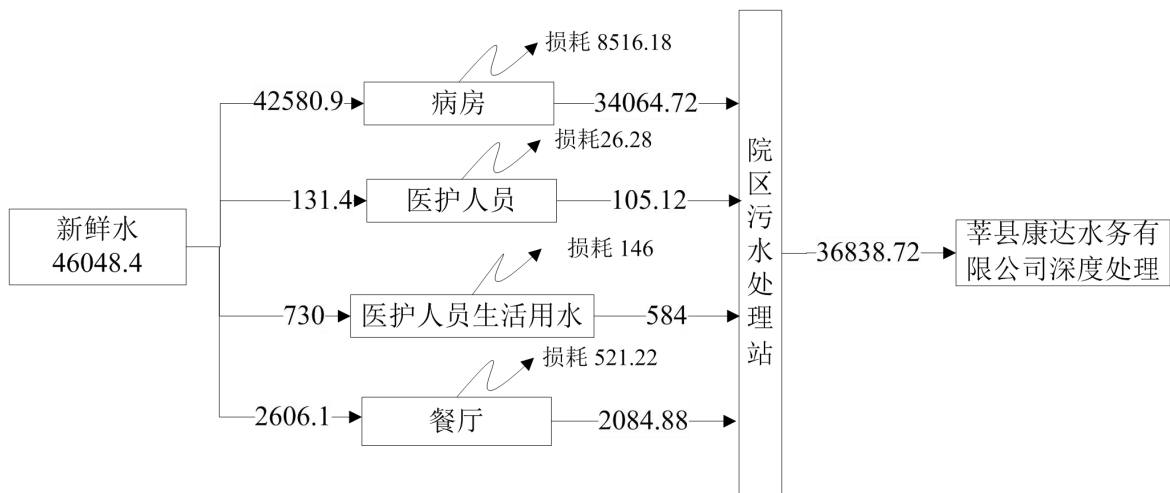 损耗 8516.18
42580.9
病房
34064.72
损耗26.28
131.4
医护人员
105.12
新鲜水
46048.4
损耗 146
730
医护人员生活用水
584
损耗 521.22
2606.1
餐厅
2084.88
院
区
污
水
处
理
站
36838.72
莘县康达水务有
限公司深度处理